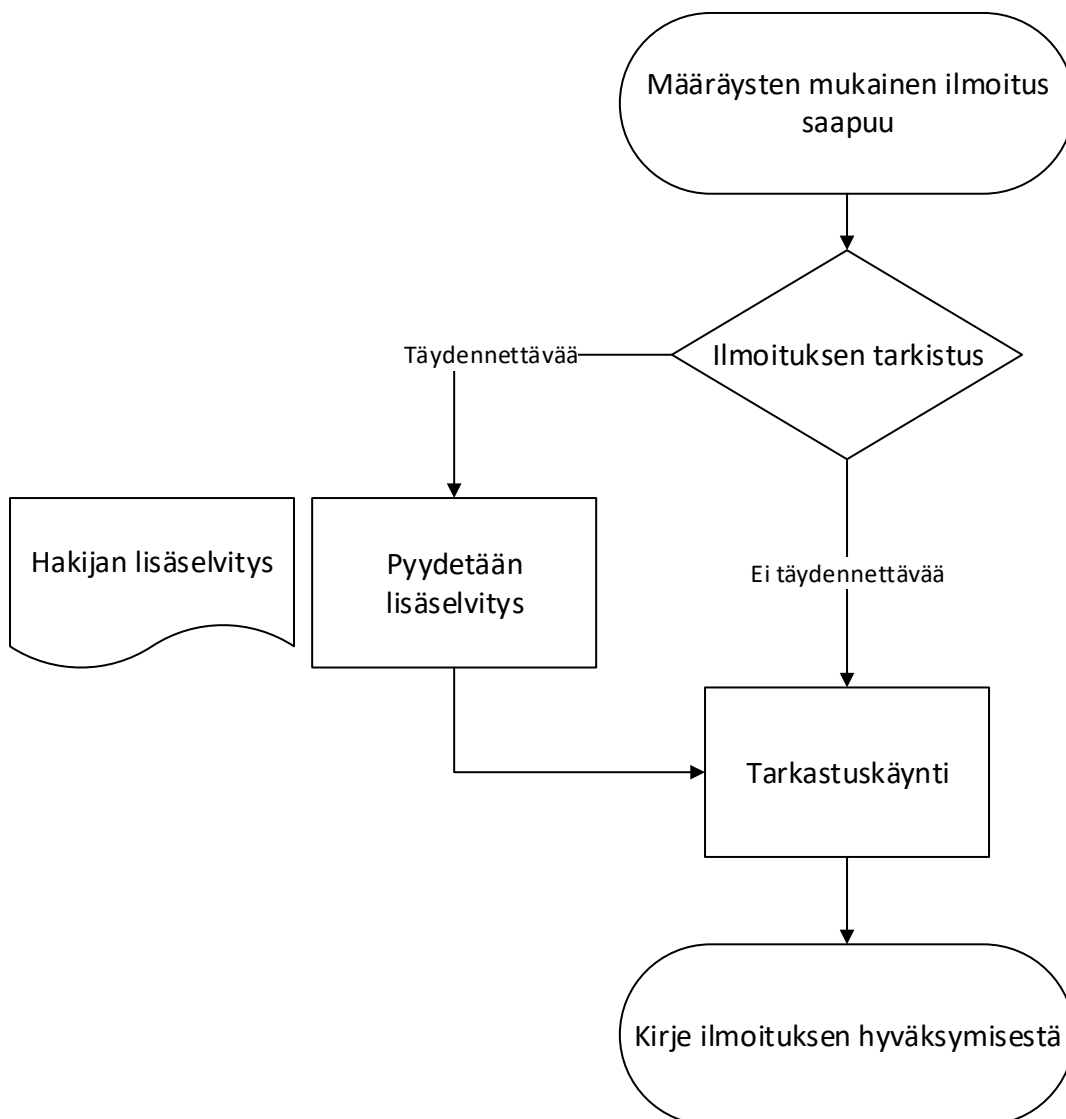 Määräysten mukainen ilmoitus
saapuu
Ilmoituksen tarkistus
Täydennettävää
Hakijan lisäselvitys
Pyydetään
lisäselvitys
Ei täydennettävää
Tarkastuskäynti
Kirje ilmoituksen hyväksymisestä